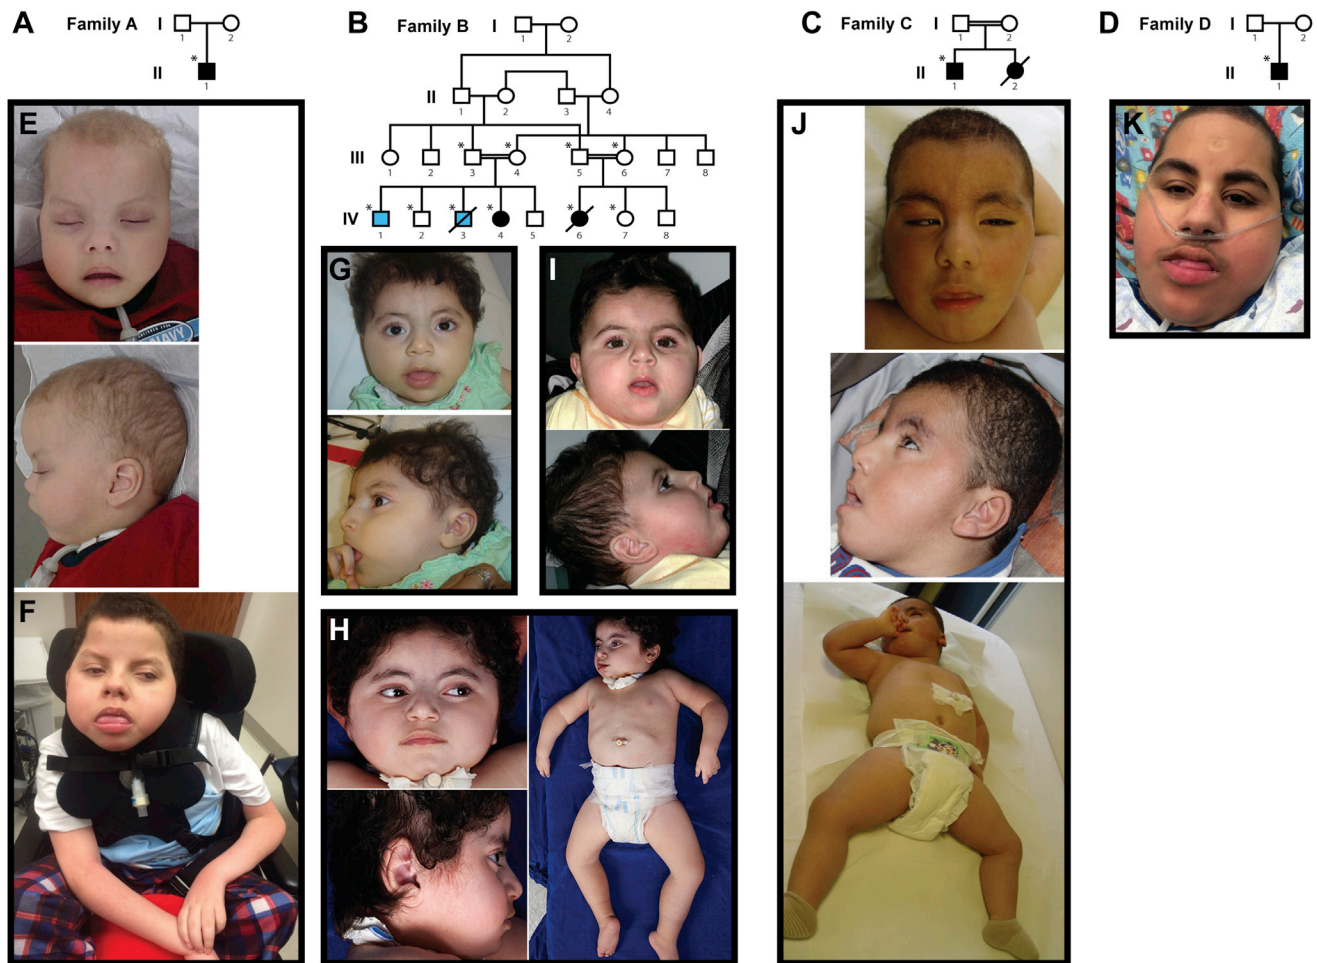 A Family A I 1 2
* II 1
B Family B I 1 2
II 1 2 3 4
III 1 2 * 3 * 4 * 5 * 6 7 8
IV * 1 * 2 * 3 * 4 5 * 6 * 7 8
C Family C I 1 2
* II 1 2
D Family D I 1 2
* II 1
E
NAVY
F
G
I
H
J
K